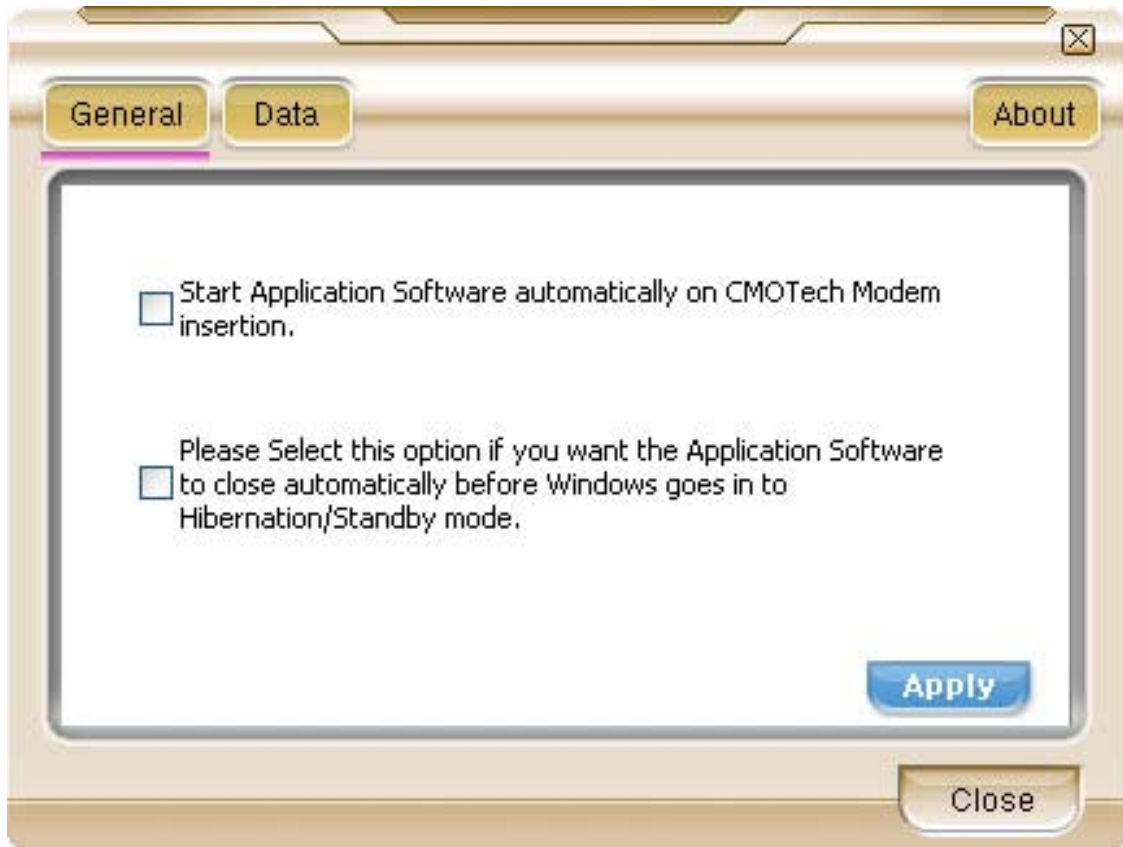 General
Data
About
Start Application Software automatically on CMOTech Modem
insertion.
Please Select this option if you want the Application Software
to close automatically before Windows goes in to
Hibernation/Standby mode.
Apply
Close